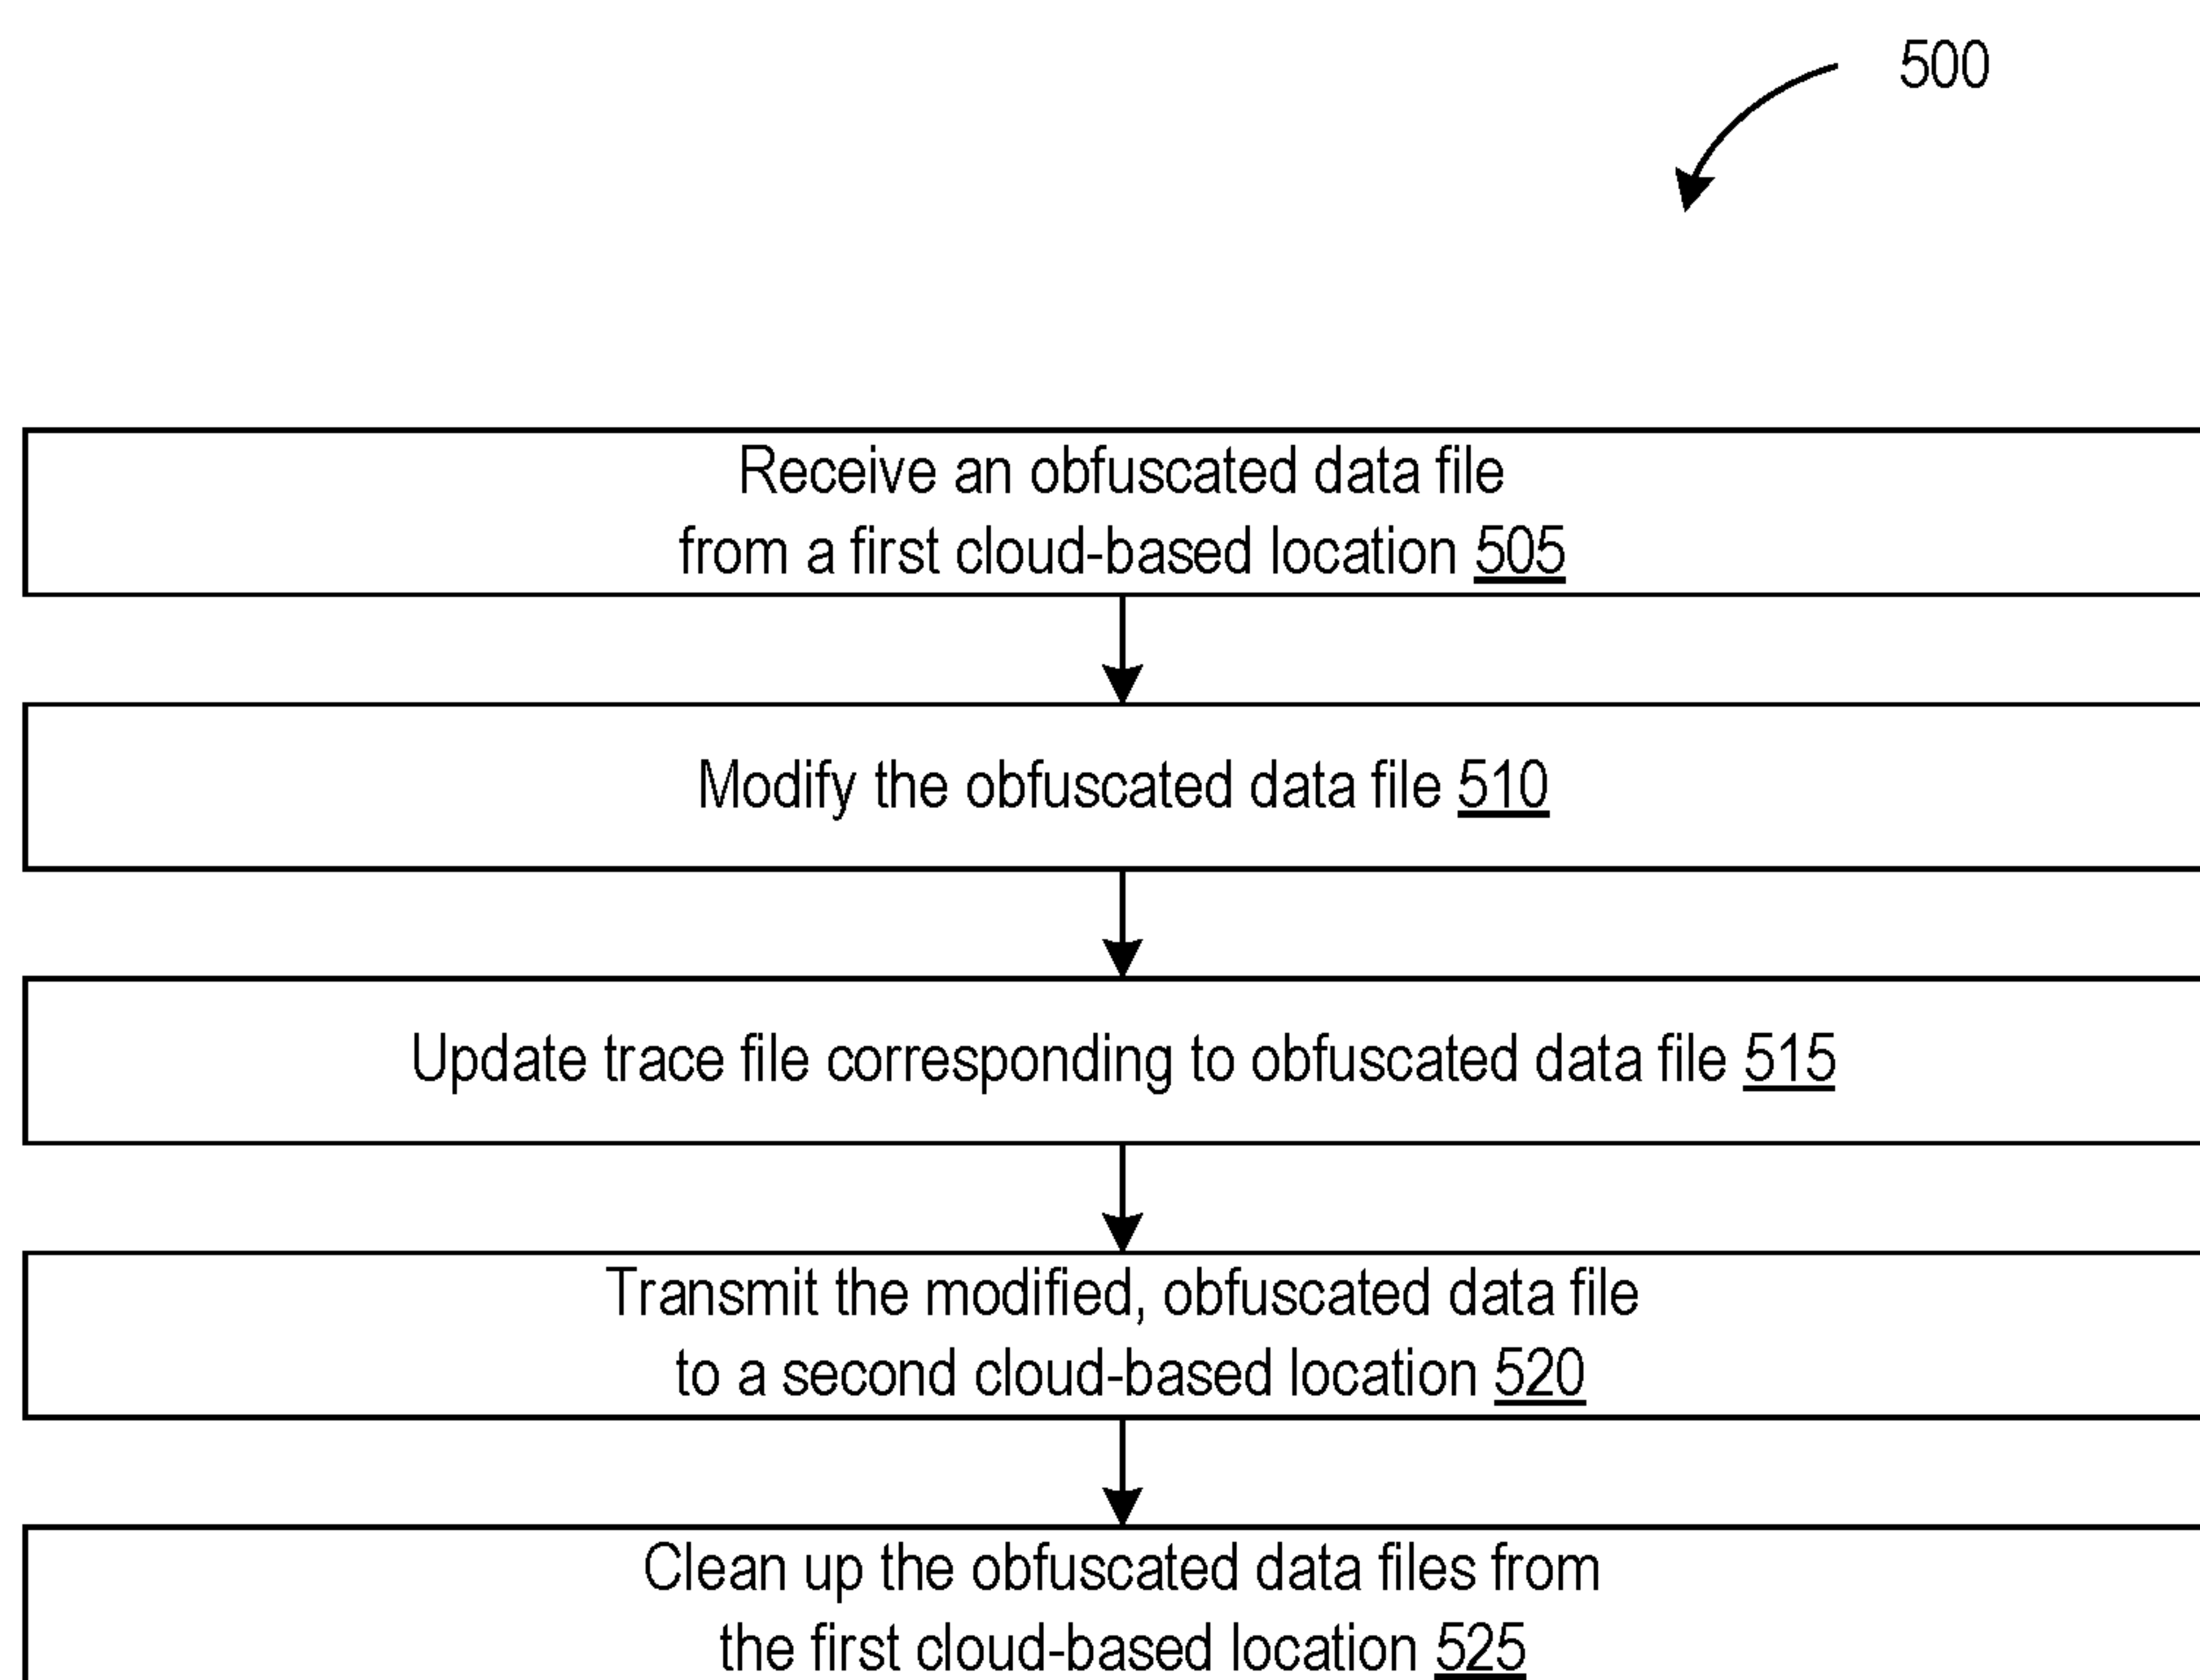 500
Receive an obfuscated data file
from a first cloud-based location 505
Modify the obfuscated data file 510
Update trace file corresponding to obfuscated data file 515
Transmit the modified, obfuscated data file
to a second cloud-based location 520
Clean up the obfuscated data files from
the first cloud-based location 525